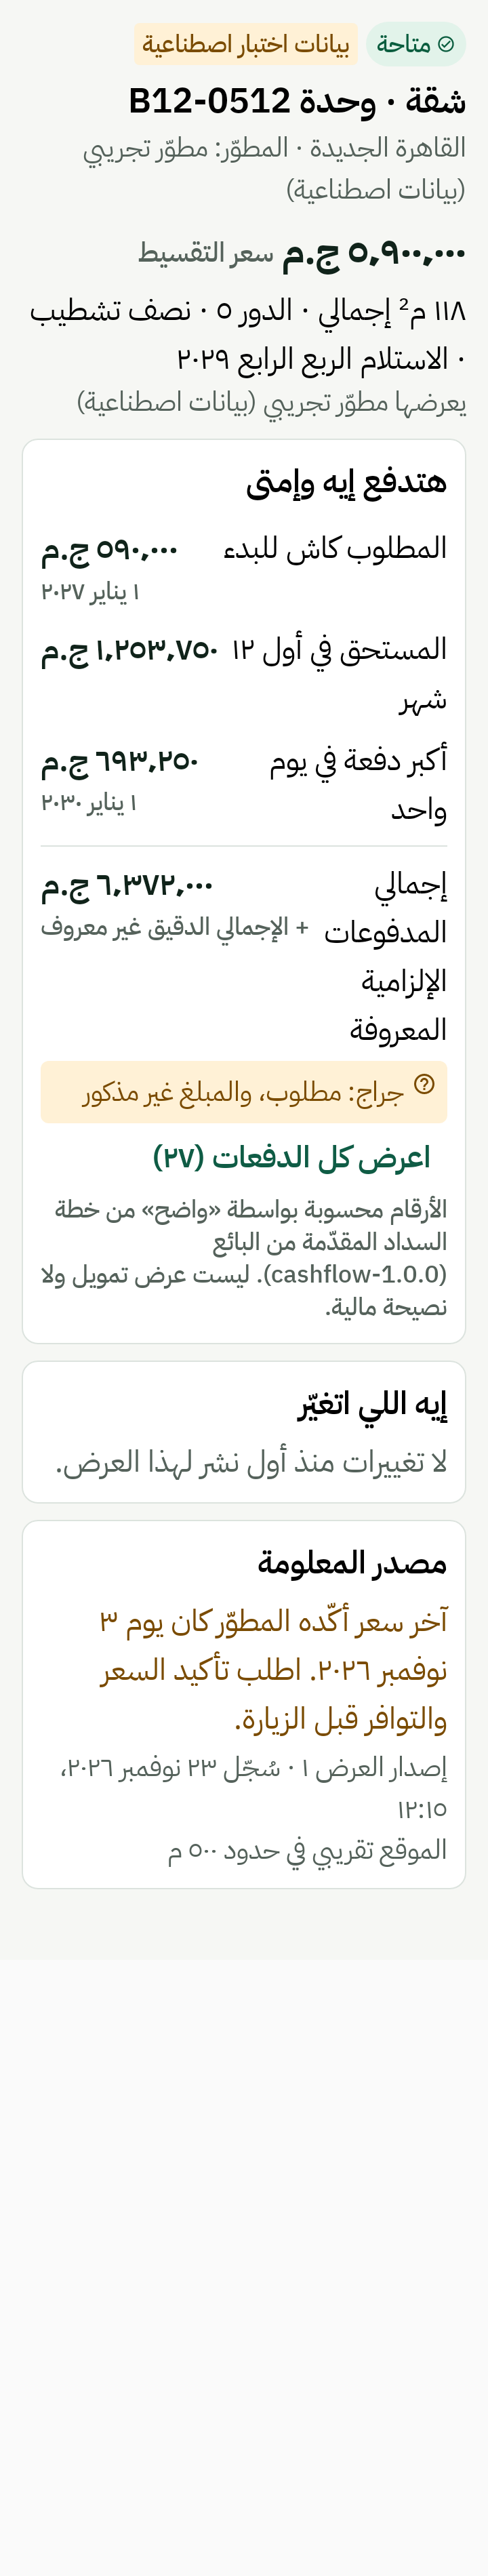 متاحة
بيانات اختبار اصطناعية
شقة · وحدة B12-0512
القاهرة الجديدة · المطوّر: مطوّر تجريبي
(بيانات اصطناعية)
٥٬٩٠٠٬٠٠٠ ج.م سعر التقسيط
١١٨ م² إجمالي · الدور ٥ · نصف تشطيب
· الاستلام الربع الرابع ٢٠٢٩
يعرضها مطوّر تجريبي (بيانات اصطناعية)
هتدفع إيه وإمتى
المطلوب كاش للبدء
٥٩٠٬٠٠٠ ج.م
١ يناير ٢٠٢٧
المستحق في أول ١٢
شهر
١٬٢٥٣٬٧٥٠ ج.م
أكبر دفعة في يوم
واحد
٦٩٣٬٢٥٠ ج.م
١ يناير ٢٠٣٠
إجمالي
المدفوعات
الإلزامية
المعروفة
٦٬٣٧٢٬٠٠٠ ج.م
+ الإجمالي الدقيق غير معروف
جراج: مطلوب، والمبلغ غير مذكور
اعرض كل الدفعات (٢٧)
الأرقام محسوبة بواسطة «واضح» من خطة
السداد المقدّمة من البائع
(cashflow-1.0.0). ليست عرض تمويل ولا
نصيحة مالية.
إيه اللي اتغيّر
لا تغييرات منذ أول نشر لهذا العرض.
مصدر المعلومة
آخر سعر أكّده المطوّر كان يوم ٣
نوفمبر ٢٠٢٦. اطلب تأكيد السعر
والتوافر قبل الزيارة.
إصدار العرض ١ · سُجّل ٢٣ نوفمبر ٢٠٢٦،
١٢:١٥
الموقع تقريبي في حدود ٥٠٠ م